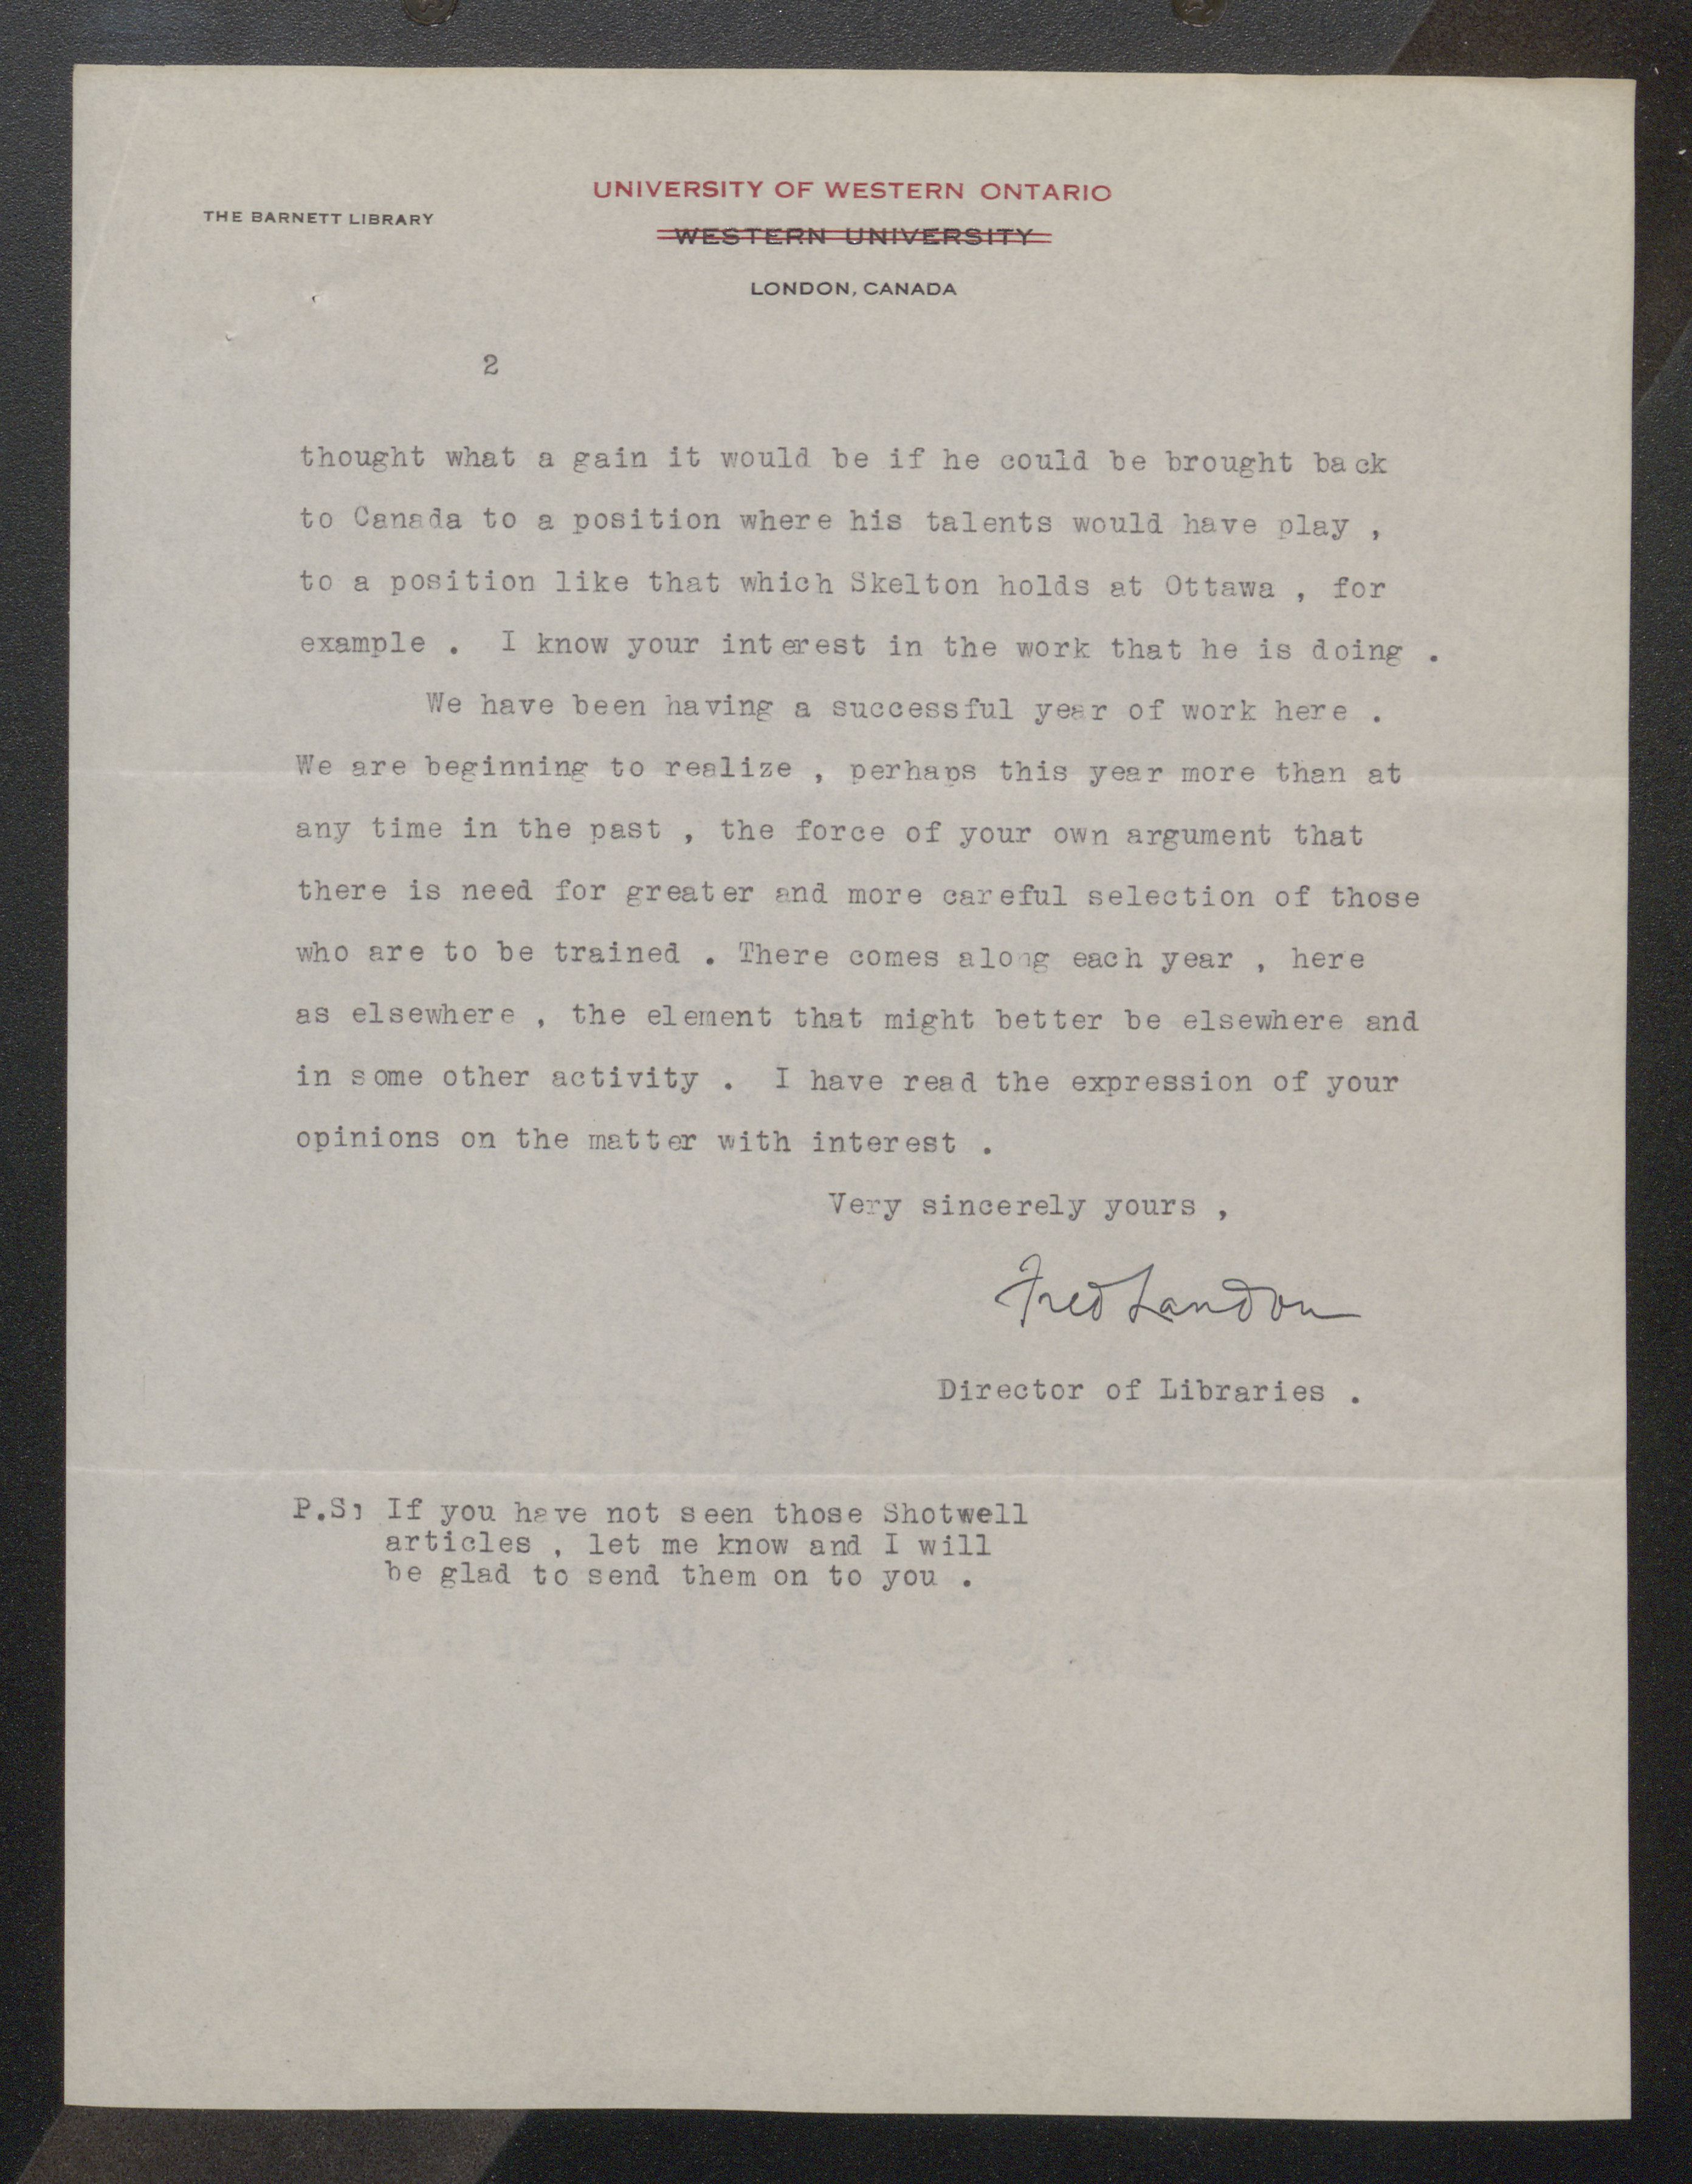 UNIVERSITY OF WESTERN ONTARIO
THE BARNETT LIBRARY
WESTERN UNIVERSITY
LONDON, CANADA
2
thought what a gain it would be if he could be brought back
to Canada to a position where his talents would have play ,
to a position like that which Skelton holds at Ottawa , for
example . I know your interest in the work that he is doing .
We have been having a successful year of work here .
We are beginning to realize , perhaps this year more than at
any time in the past , the force of your own argument that
there is need for greater and more careful selection of those
who are to be trained . There comes along each year , here
as elsewhere , the element that might better be elsewhere and
in some other activity . I have read the expression of your
opinions on the matter with interest .
Very sincerely yours ,
Fred Landon
Director of Libraries .
P.S: If you have not seen those Shotwell
articles , let me know and I will
be glad to send them on to you .